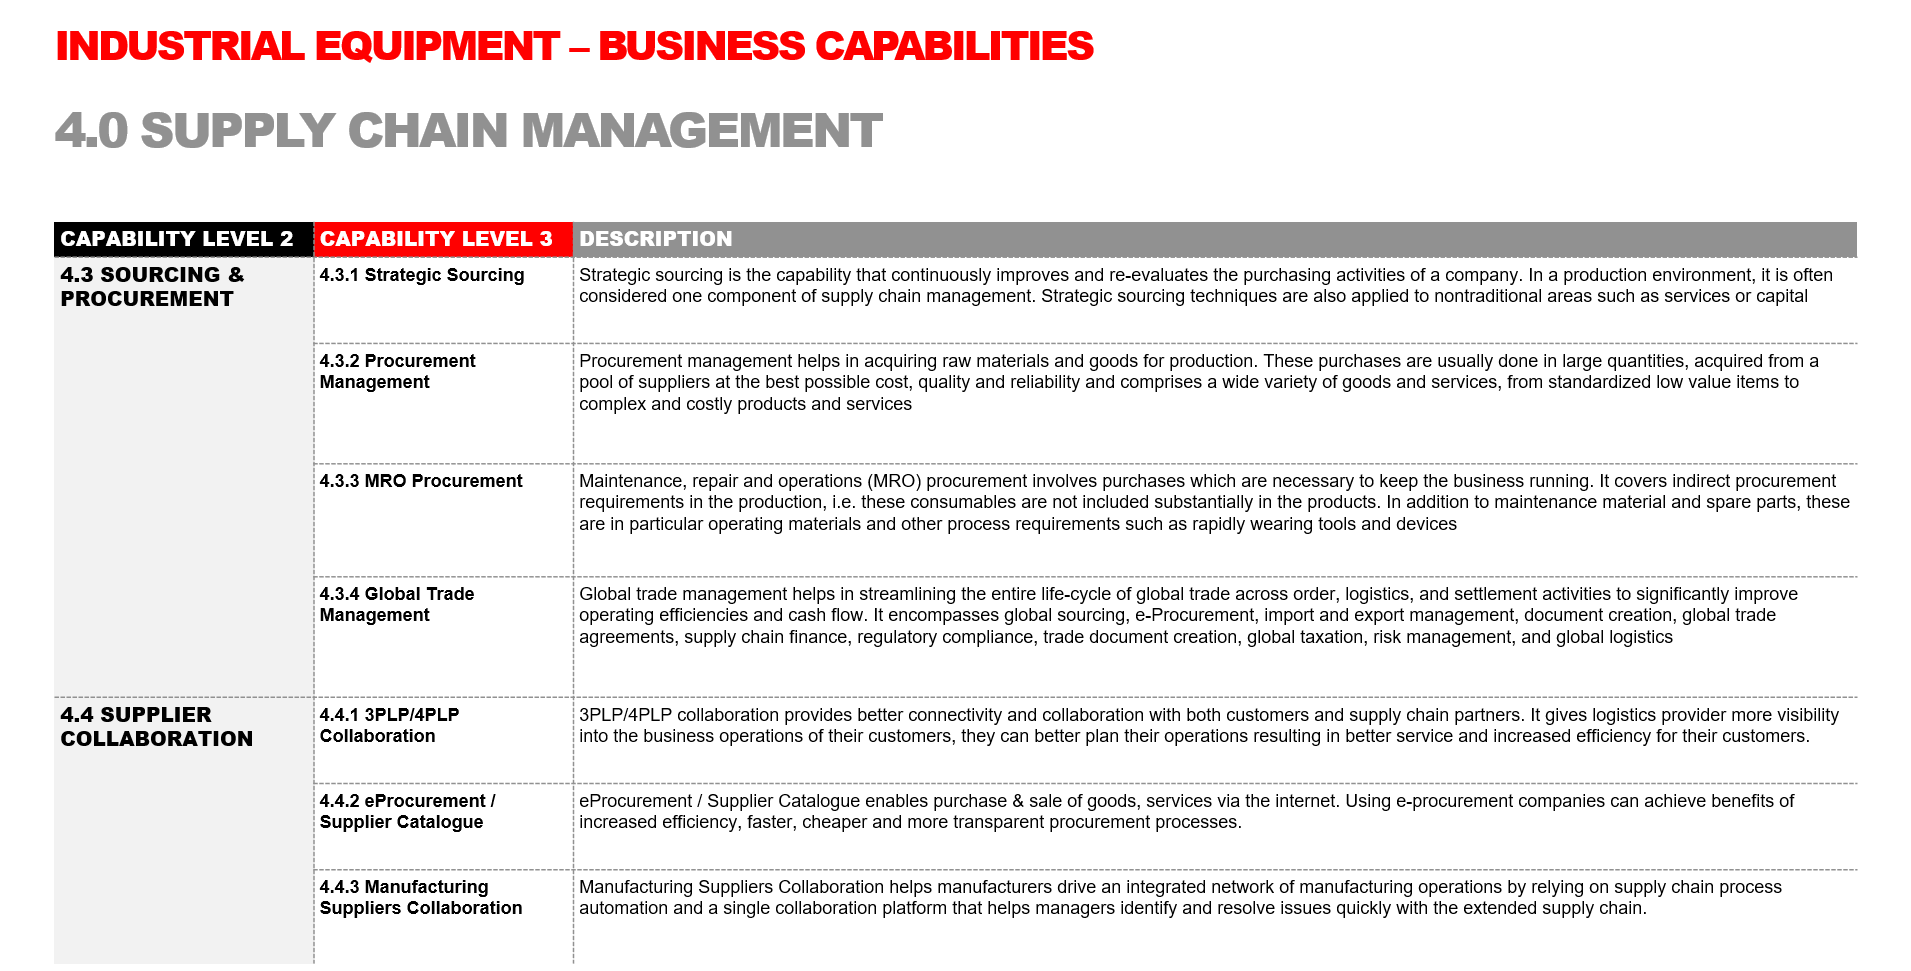 INDUSTRIAL EQUIPMENT – BUSINESS CAPABILITIES
4.0 SUPPLY CHAIN MANAGEMENT
CAPABILITY LEVEL 2
CAPABILITY LEVEL 3
DESCRIPTION
4.3 SOURCING &
PROCUREMENT
4.3.1 Strategic Sourcing
Strategic sourcing is the capability that continuously improves and re-evaluates the purchasing activities of a company. In a production environment, it is often
considered one component of supply chain management. Strategic sourcing techniques are also applied to nontraditional areas such as services or capital
4.3.2 Procurement
Management
Procurement management helps in acquiring raw materials and goods for production. These purchases are usually done in large quantities, acquired from a
pool of suppliers at the best possible cost, quality and reliability and comprises a wide variety of goods and services, from standardized low value items to
complex and costly products and services
4.3.3 MRO Procurement
Maintenance, repair and operations (MRO) procurement involves purchases which are necessary to keep the business running. It covers indirect procurement
requirements in the production, i.e. these consumables are not included substantially in the products. In addition to maintenance material and spare parts, these
are in particular operating materials and other process requirements such as rapidly wearing tools and devices
4.3.4 Global Trade
Management
Global trade management helps in streamlining the entire life-cycle of global trade across order, logistics, and settlement activities to significantly improve
operating efficiencies and cash flow. It encompasses global sourcing, e-Procurement, import and export management, document creation, global trade
agreements, supply chain finance, regulatory compliance, trade document creation, global taxation, risk management, and global logistics
4.4 SUPPLIER
COLLABORATION
4.4.1 3PLP/4PLP
Collaboration
3PLP/4PLP collaboration provides better connectivity and collaboration with both customers and supply chain partners. It gives logistics provider more visibility
into the business operations of their customers, they can better plan their operations resulting in better service and increased efficiency for their customers.
4.4.2 eProcurement /
Supplier Catalogue
eProcurement / Supplier Catalogue enables purchase & sale of goods, services via the internet. Using e-procurement companies can achieve benefits of
increased efficiency, faster, cheaper and more transparent procurement processes.
4.4.3 Manufacturing
Suppliers Collaboration
Manufacturing Suppliers Collaboration helps manufacturers drive an integrated network of manufacturing operations by relying on supply chain process
automation and a single collaboration platform that helps managers identify and resolve issues quickly with the extended supply chain.